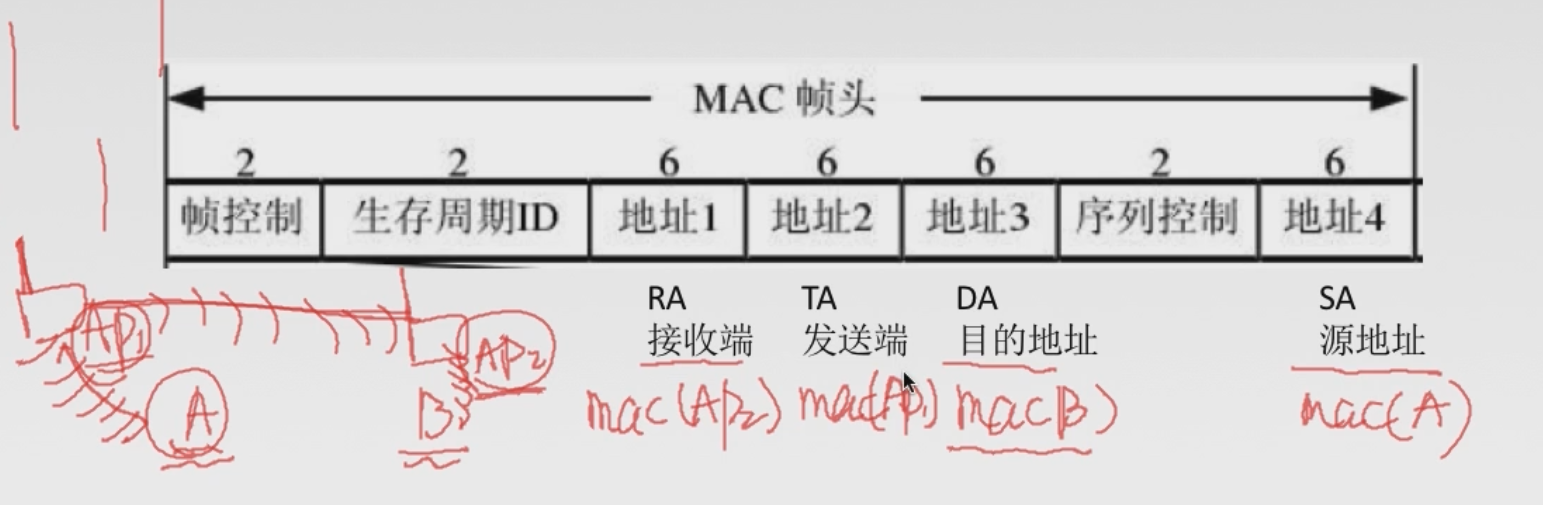 MAC 帧头
2 2 6 6 6 2 6
帧控制 生存周期ID 地址1 地址2 地址3 序列控制 地址4
RA TA DA SA
接收端 发送端 目的地址 源地址
AP1 AP2
A B mac(AP2) mac(AP1) mac(B) mac(A)